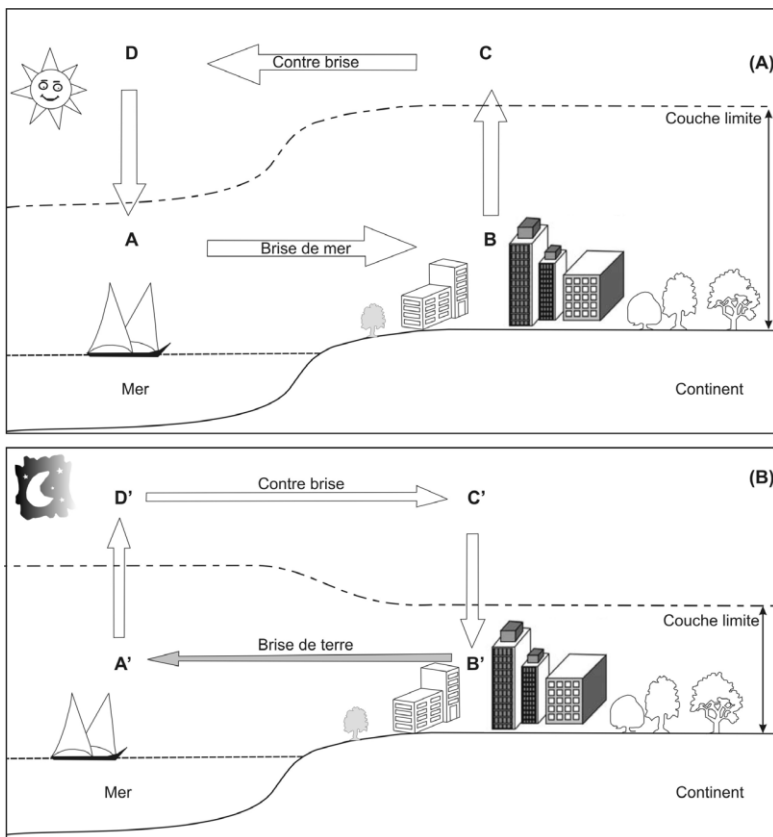 D
Contre brise
C
(A)
Couche limite
A
Brise de mer
B
Mer
Continent
(B)
D’
Contre brise
C’
Couche limite
Brise de terre
A’
B’
Mer
Continent